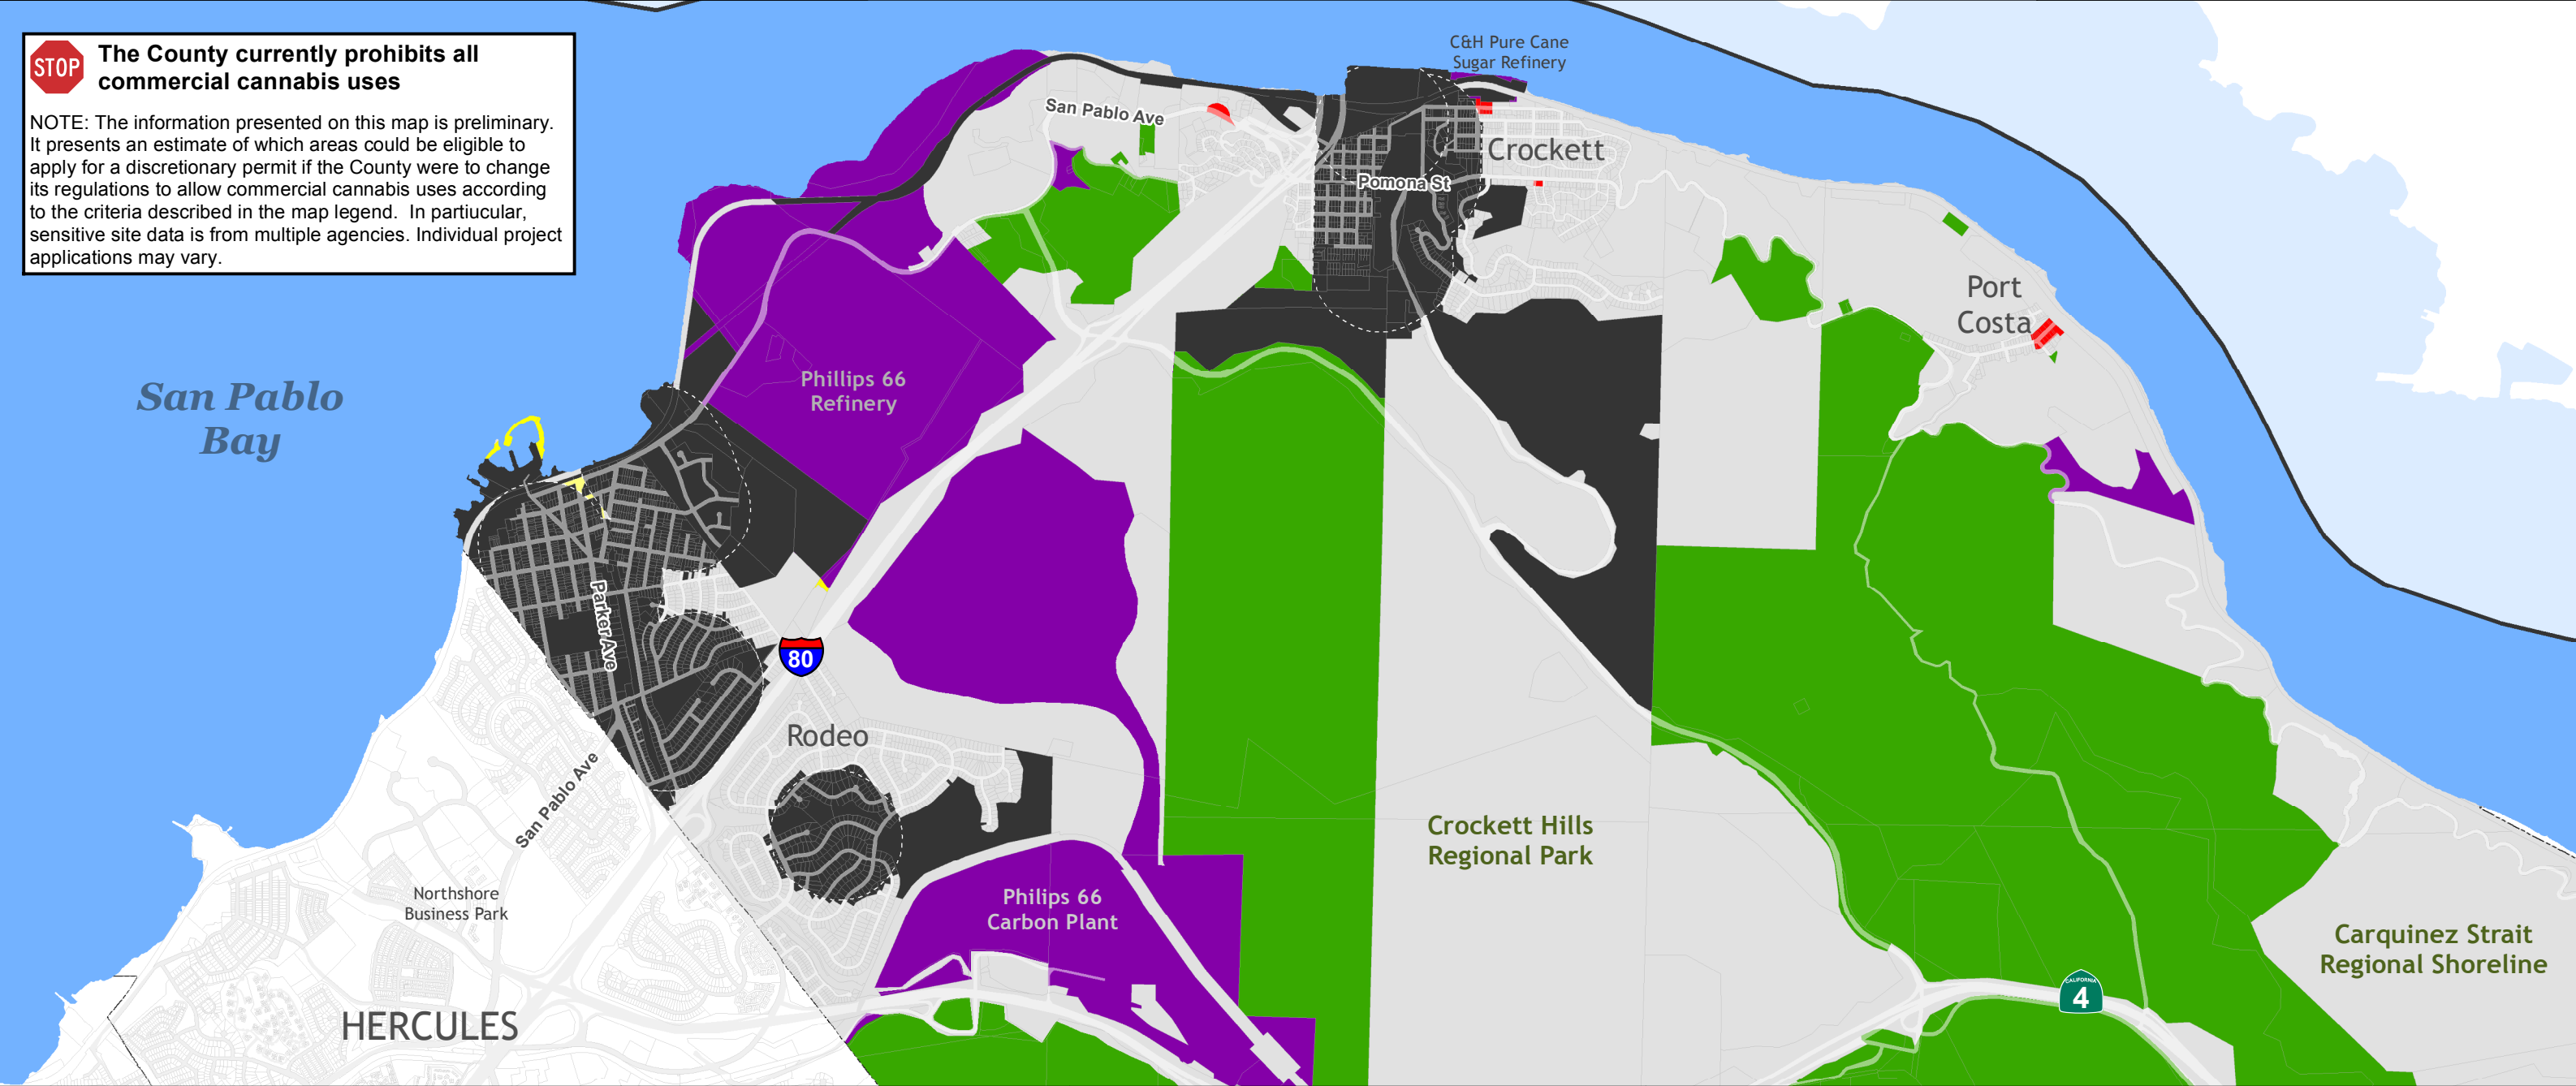 STOP
The County currently prohibits all
commercial cannabis uses
NOTE: The information presented on this map is preliminary.
It presents an estimate of which areas could be eligible to
apply for a discretionary permit if the County were to change
its regulations to allow commercial cannabis uses according
to the criteria described in the map legend.  In partiucular,
sensitive site data is from multiple agencies. Individual project
applications may vary.
C&H Pure Cane
Sugar Refinery
San Pablo Ave
Crockett
Pomona St
Port
Costa
Phillips 66
Refinery
San Pablo
Bay
Parker Ave
80
Rodeo
San Pablo Ave
Crockett Hills
Regional Park
Northshore
Business Park
Philips 66
Carbon Plant
Carquinez Strait
Regional Shoreline
CALIFORNIA
4
HERCULES